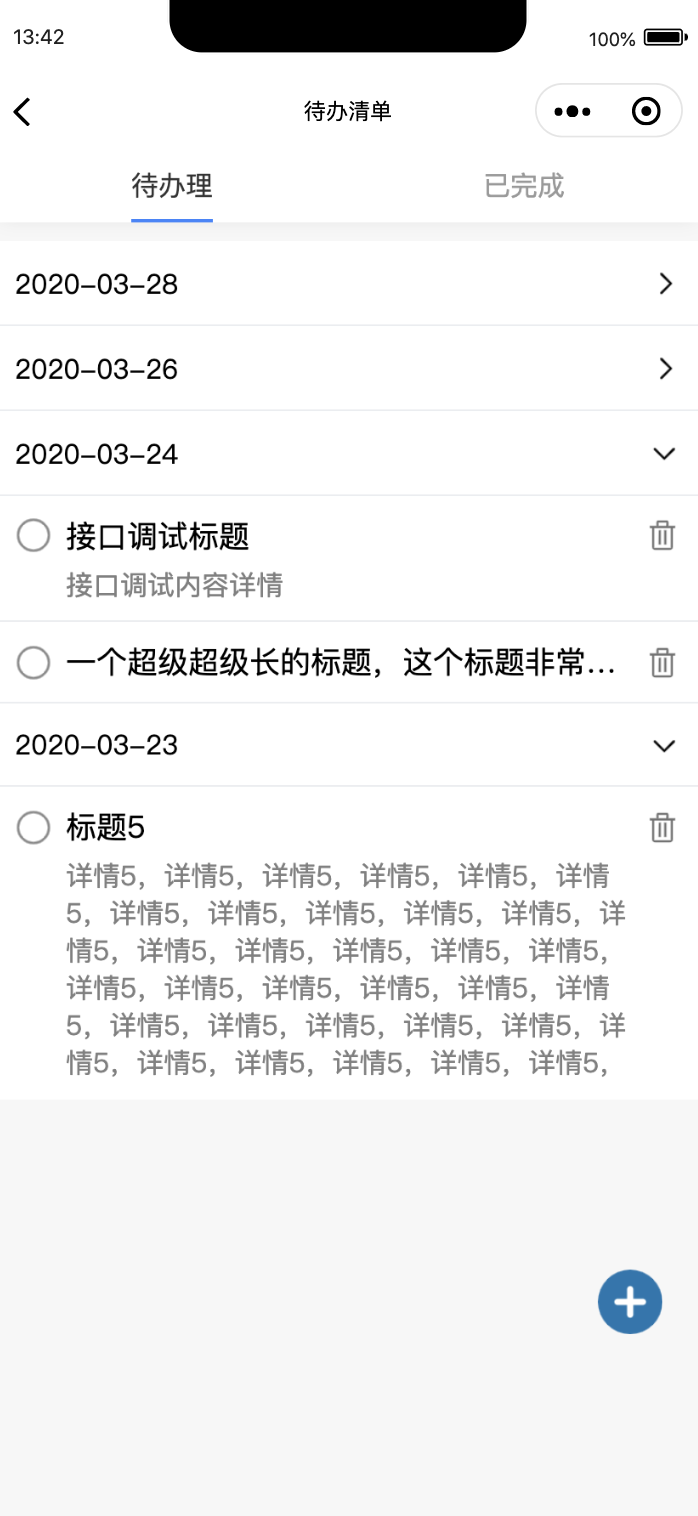 13:42
100%
待办清单
待办理
已完成
2020-03-28
2020-03-26
2020-03-24
接口调试标题
接口调试内容详情
一个超级超级长的标题，这个标题非常...
2020-03-23
标题5
详情5，详情5，详情5，详情5，详情5，详情
5，详情5，详情5，详情5，详情5，详情5，详
情5，详情5，详情5，详情5，详情5，详情5，
详情5，详情5，详情5，详情5，详情5，详情
5，详情5，详情5，详情5，详情5，详情5，详
情5，详情5，详情5，详情5，详情5，详情5，